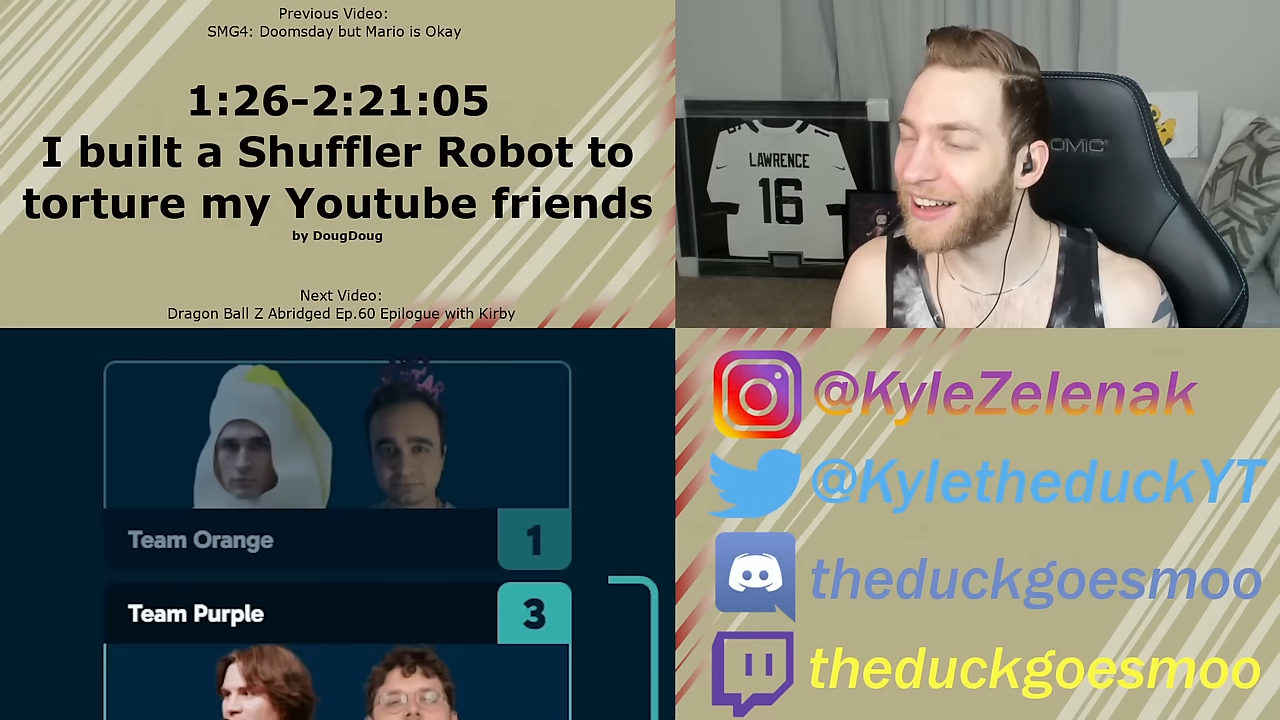 Previous Video:
SMG4: Doomsday but Mario is Okay
1:26-2:21:05
I built a Shuffler Robot to
torture my Youtube friends
by DougDoug
Next Video:
Dragon Ball Z Abridged Ep.60 Epilogue with Kirby
LAWRENCE
16
OMIC
Team Orange
1
Team Purple
3
@KyleZelenak
@KyletheduckYT
theduckgoesmoo
theduckgoesmoo